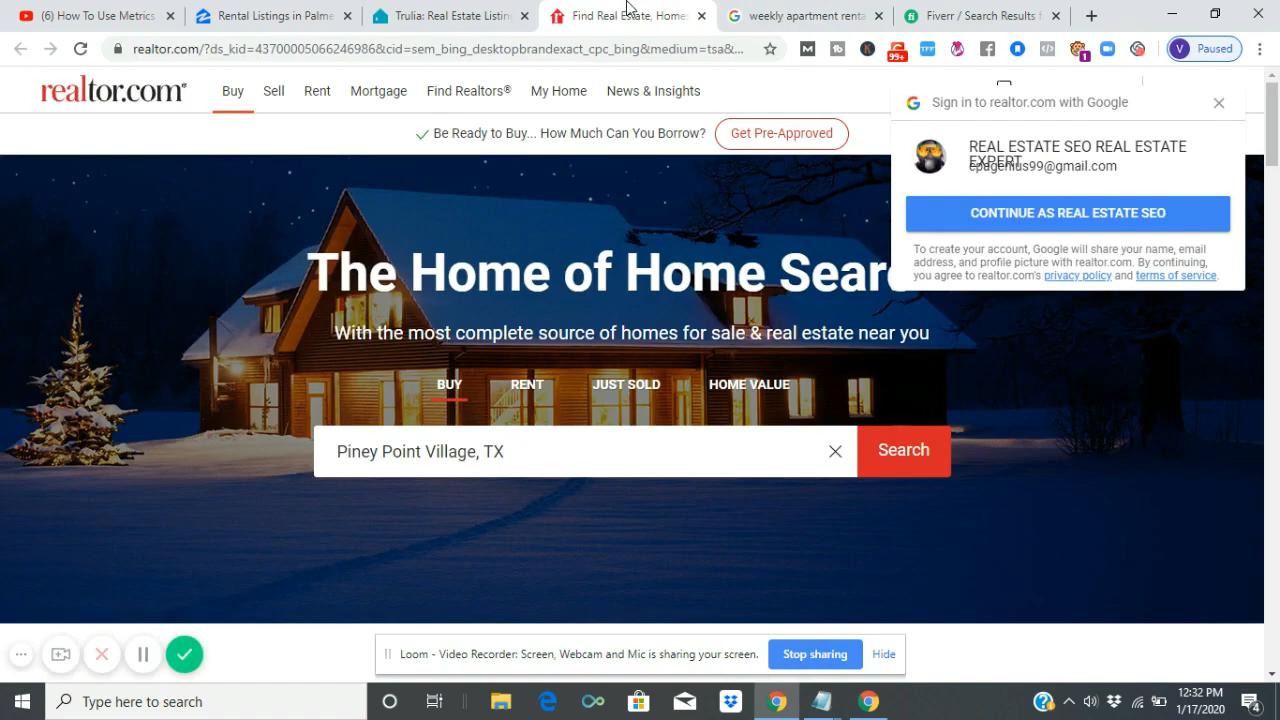 (6) How To Use Metrics
Rental Listings in Palme
Trulia: Real Estate Listing
Find Real Estate, Home
weekly apartment renta
Fiverr / Search Results f
realtor.com/?ds_kid=43700005066246986&cid=sem_bing_desktopbrandexact_cpc_bing&medium=tsa&...
99+
TFF
1
V
Paused
realtor.com®
Buy
Sell
Rent
Mortgage
Find Realtors®
My Home
News & Insights
Be Ready to Buy... How Much Can You Borrow?
Get Pre-Approved
Sign in to realtor.com with Google
REAL ESTATE SEO REAL ESTATE
EXPERT
cpagenius99@gmail.com
CONTINUE AS REAL ESTATE SEO
To create your account, Google will share your name, email
address, and profile picture with realtor.com. By continuing,
you agree to realtor.com's privacy policy and terms of service.
The Home of Home Searc
With the most complete source of homes for sale & real estate near you
BUY
RENT
JUST SOLD
HOME VALUE
Piney Point Village, TX
Search
Loom - Video Recorder: Screen, Webcam and Mic is sharing your screen.
Stop sharing
Hide
Type here to search
12:32 PM
1/17/2020
4